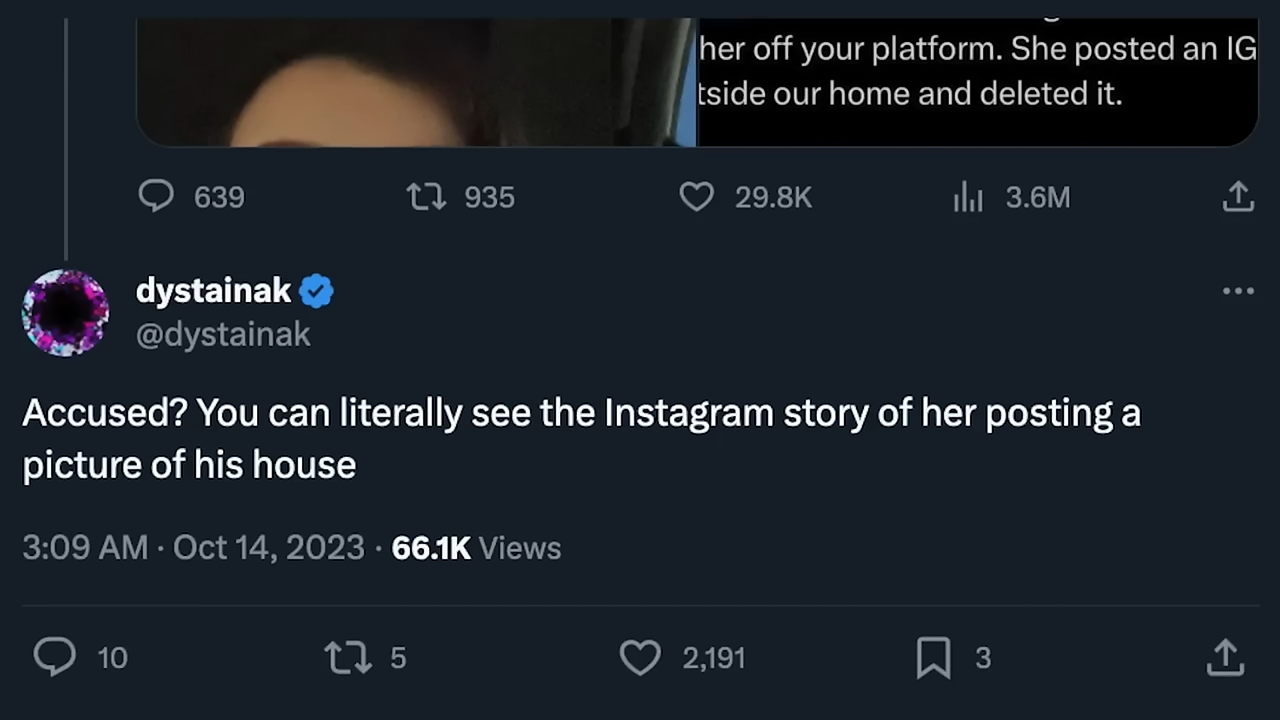 her off your platform. She posted an IG
tside our home and deleted it.
639 935 29.8K 3.6M
dystainak
@dystainak
Accused? You can literally see the Instagram story of her posting a
picture of his house
3:09 AM · Oct 14, 2023 · 66.1K Views
10 5 2,191 3